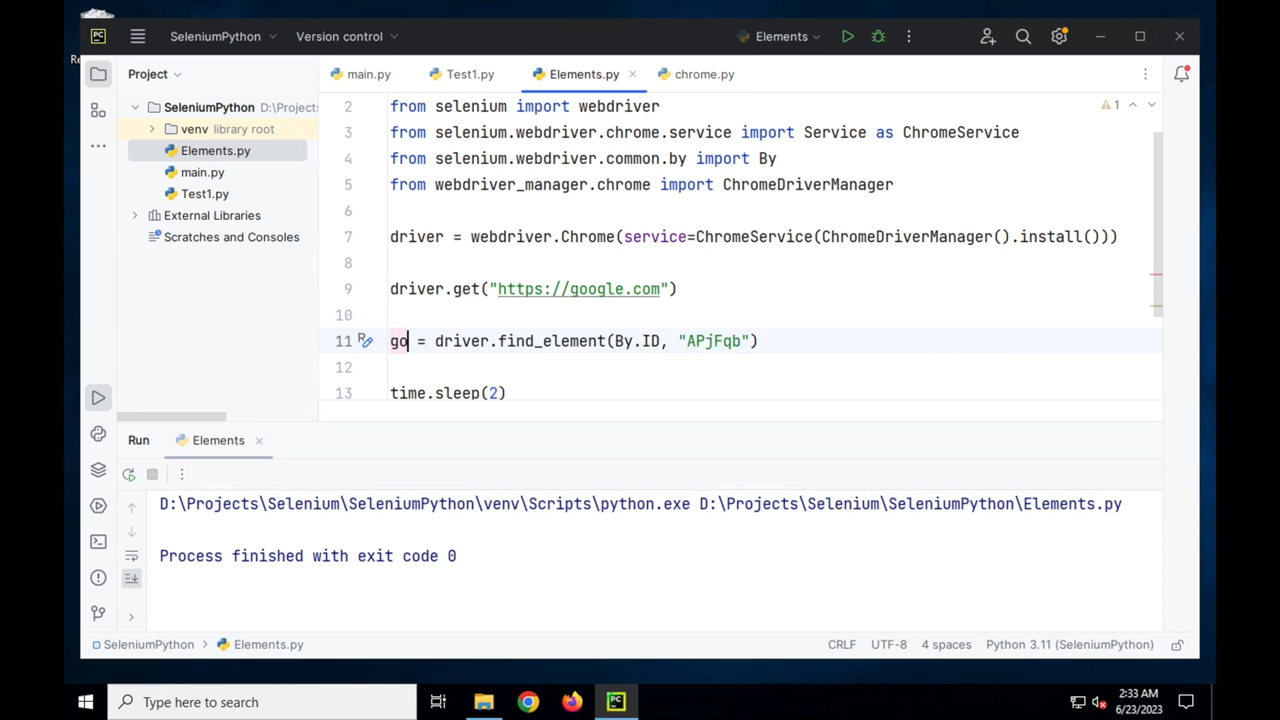 Re
PC
SeleniumPython
Version control
Elements
Project
main.py
Test1.py
Elements.py
chrome.py
SeleniumPython D:\Projects
venv library root
Elements.py
main.py
Test1.py
External Libraries
Scratches and Consoles
1
2 from selenium import webdriver
3 from selenium.webdriver.chrome.service import Service as ChromeService
4 from selenium.webdriver.common.by import By
5 from webdriver_manager.chrome import ChromeDriverManager
6
7 driver = webdriver.Chrome(service=ChromeService(ChromeDriverManager().install()))
8
9 driver.get("https://google.com")
10
11 go = driver.find_element(By.ID, "APjFqb")
12
13 time.sleep(2)
Run
Elements
D:\Projects\Selenium\SeleniumPython\venv\Scripts\python.exe D:\Projects\Selenium\SeleniumPython\Elements.py
Process finished with exit code 0
SeleniumPython > Elements.py
CRLF UTF-8 4 spaces Python 3.11 (SeleniumPython)
Type here to search
PC
2:33 AM
6/23/2023